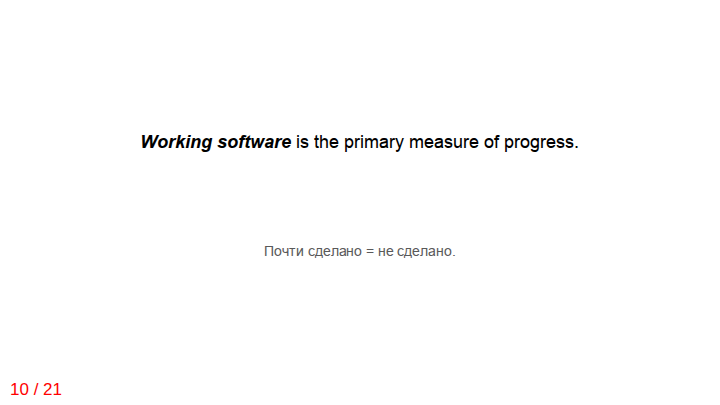 Working software is the primary measure of progress.
Почти сделано = не сделано.
10 / 21